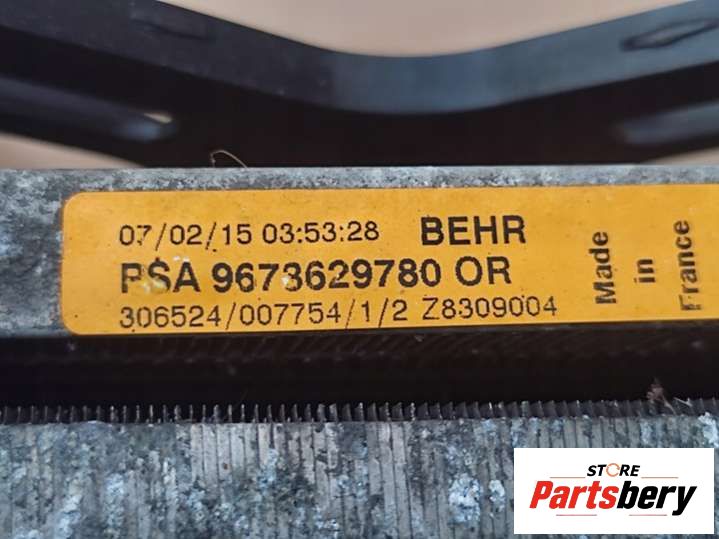 07/02/15 03:53:28 BEHR
PSA 9673629780 OR
306524/007754/1/2 Z8309004
Made
in
France
STORE
Partsbery